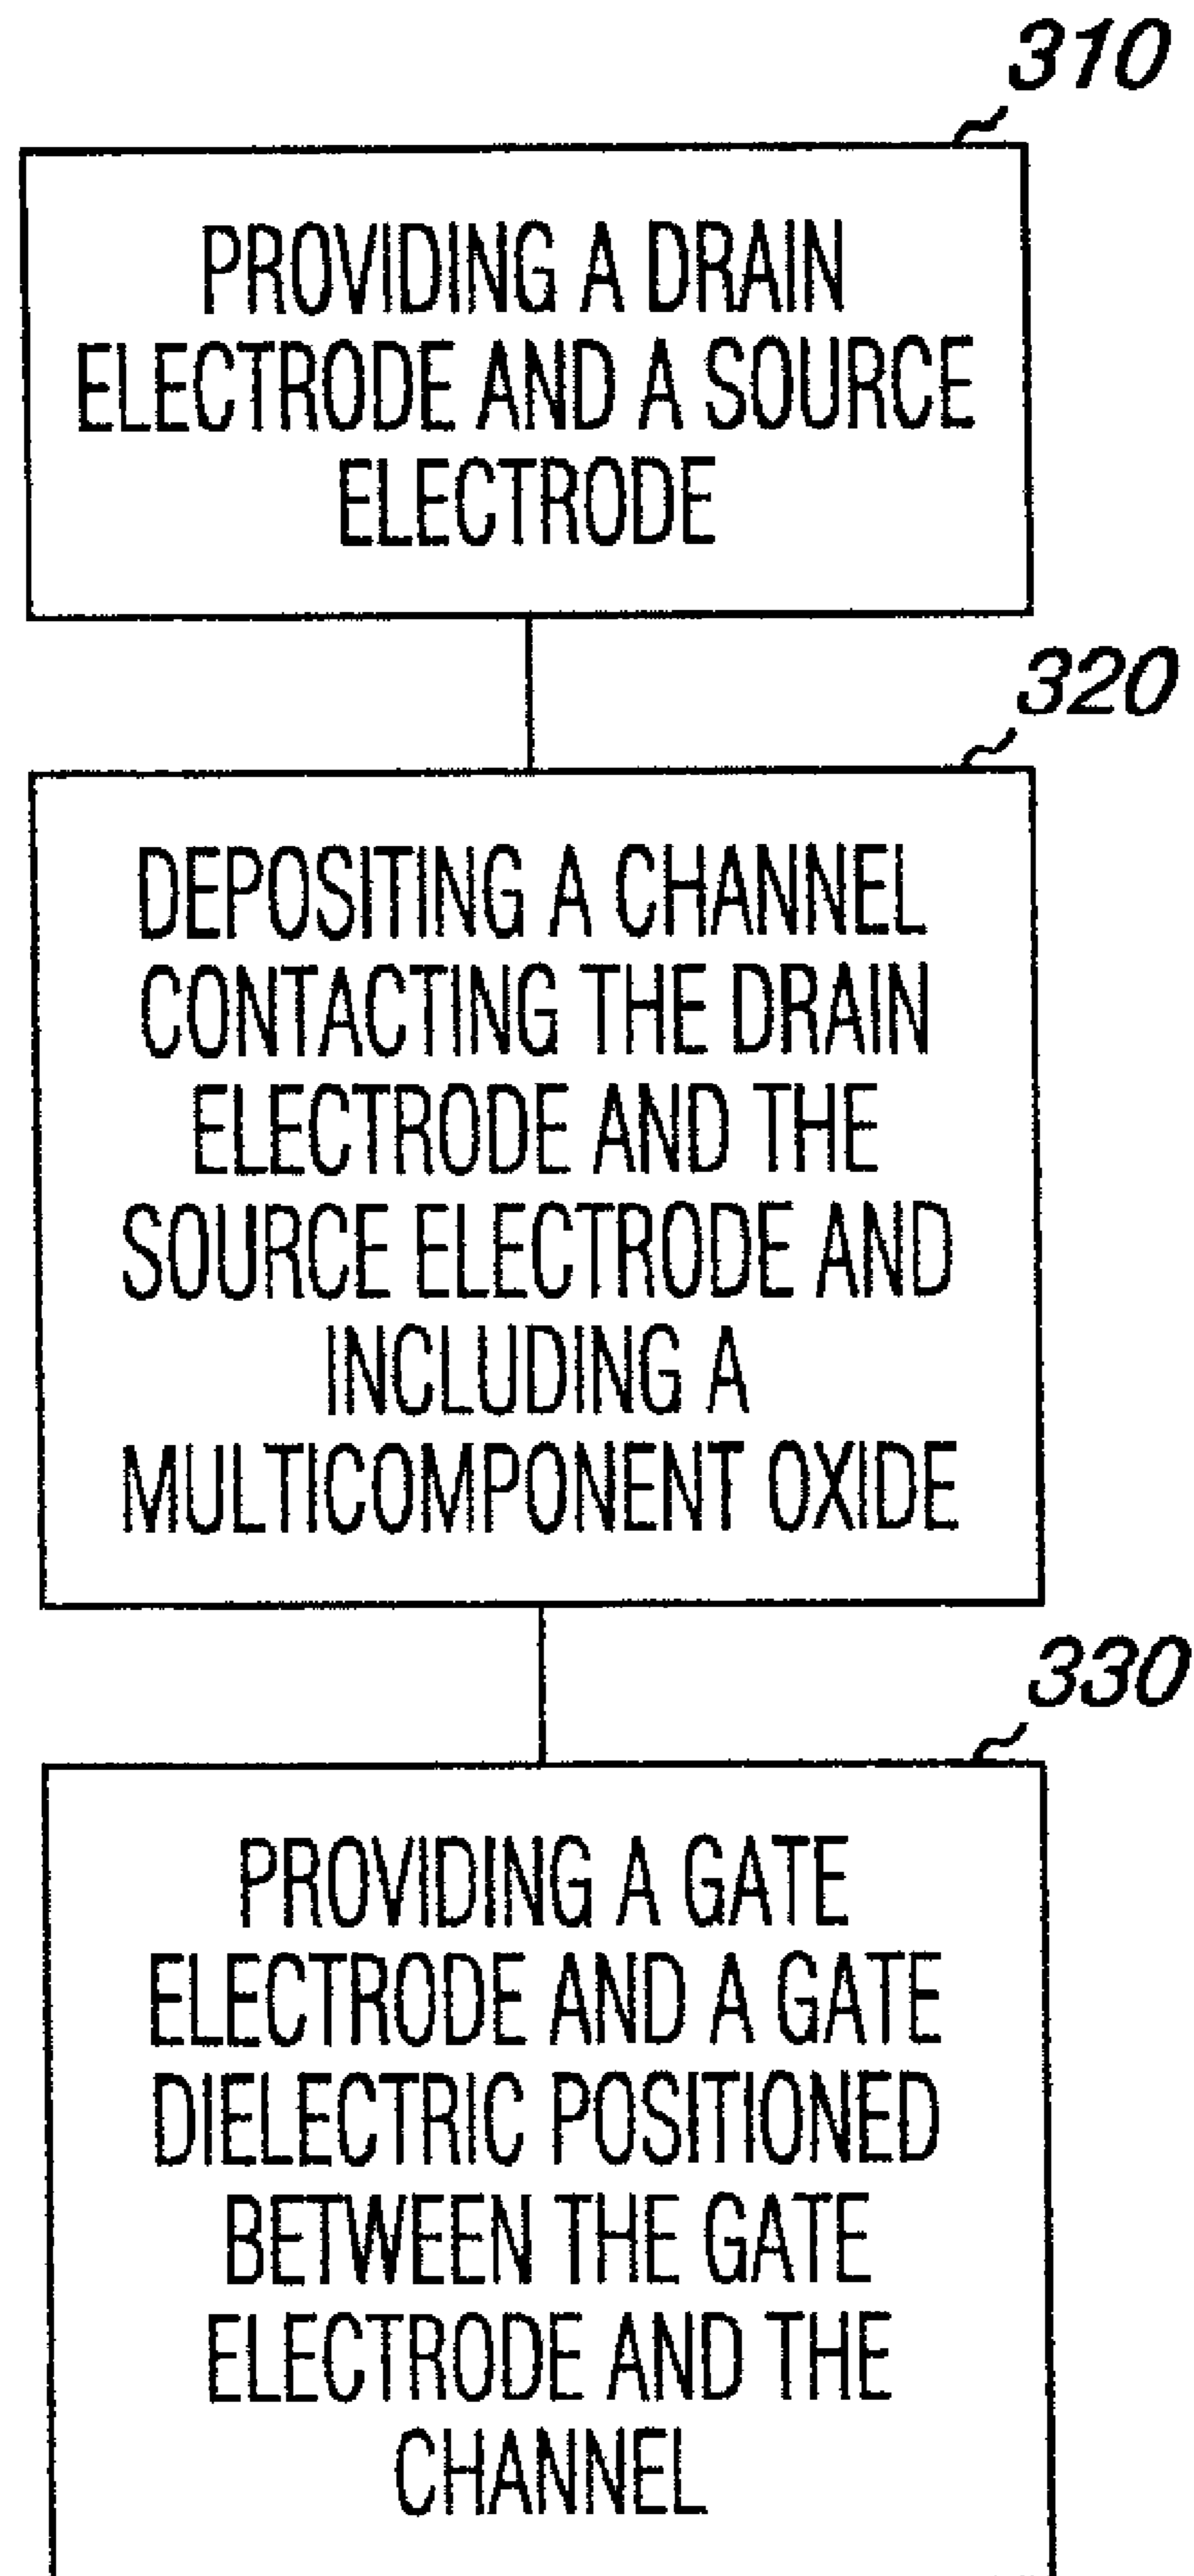 310
PROVIDING A DRAIN
ELECTRODE AND A SOURCE
ELECTRODE
320
DEPOSITING A CHANNEL
CONTACTING THE DRAIN
ELECTRODE AND THE
SOURCE ELECTRODE AND
INCLUDING A
MULTICOMPONENT OXIDE
330
PROVIDING A GATE
ELECTRODE AND A GATE
DIELECTRIC POSITIONED
BETWEEN THE GATE
ELECTRODE AND THE
CHANNEL